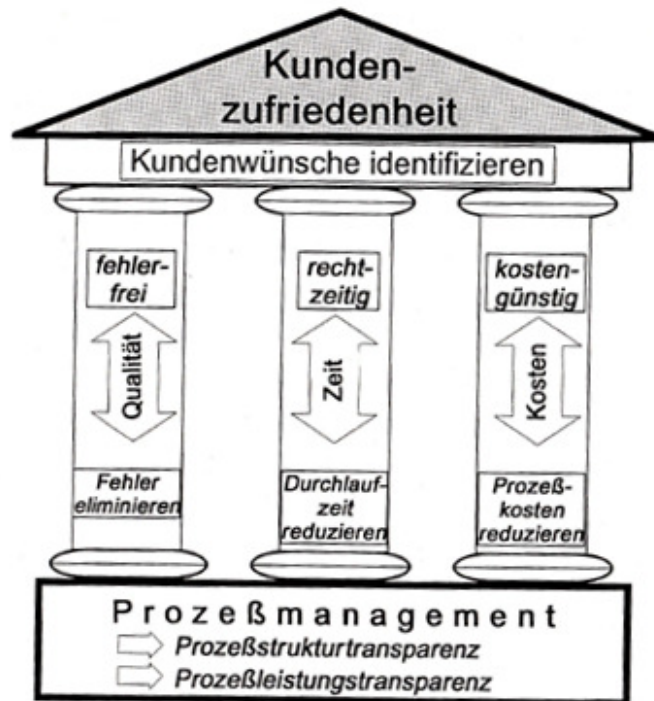 Kunden-
zufriedenheit
Kundenwünsche identifizieren
fehler-
frei
Qualität
Fehler
eliminieren
recht-
zeitig
Zeit
Durchlauf-
zeit
reduzieren
kosten-
günstig
Kosten
Prozeß-
kosten
reduzieren
Prozeßmanagement
Prozeßstrukturtransparenz
Prozeßleistungstransparenz